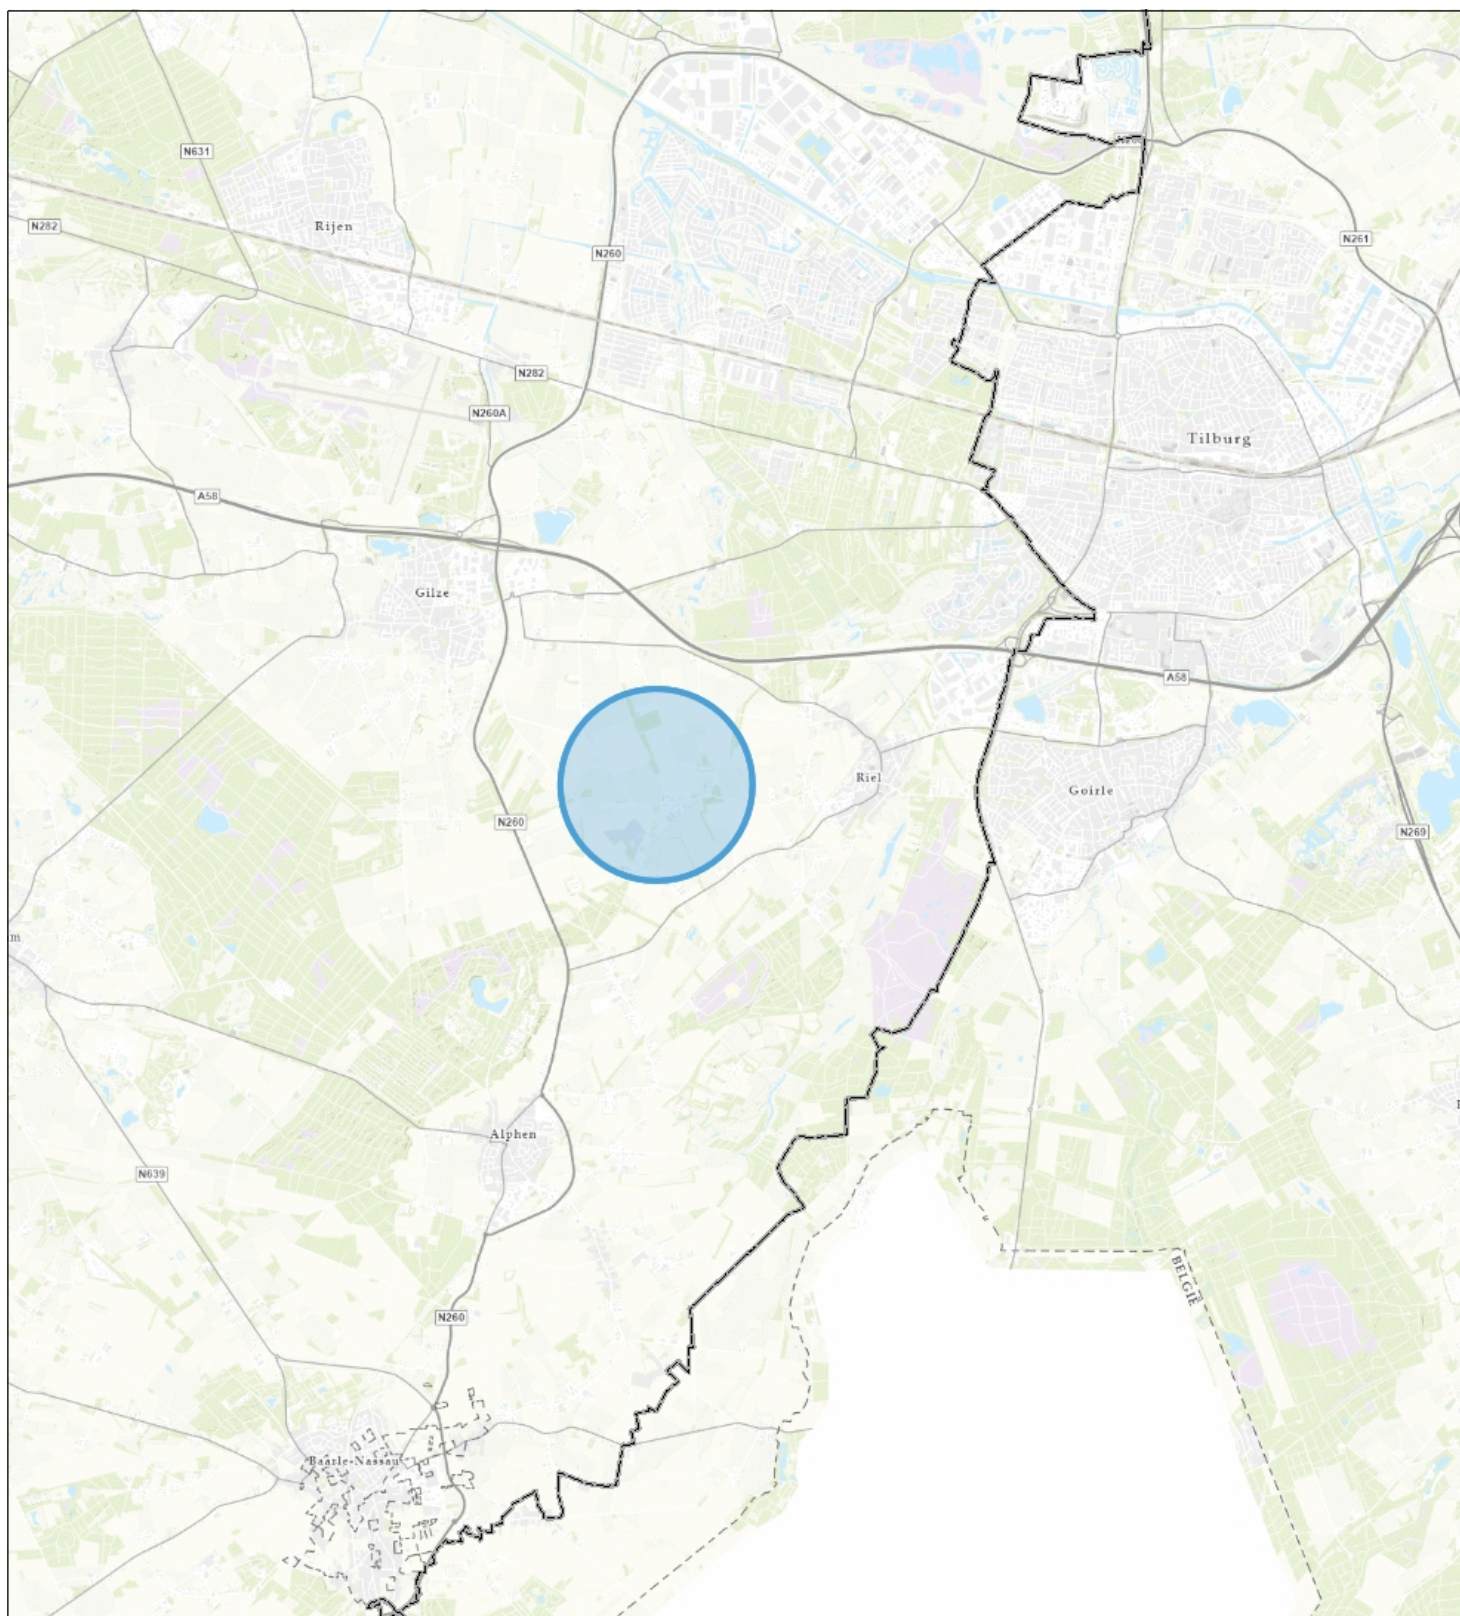 N631
N282
Rijen
N260
N261
N282
N260A
Tilburg
A58
Gilze
A58
Riel
Goirle
N260
N269
m
Alphen
N639
BELGIË
N260
Baarle-Nassau